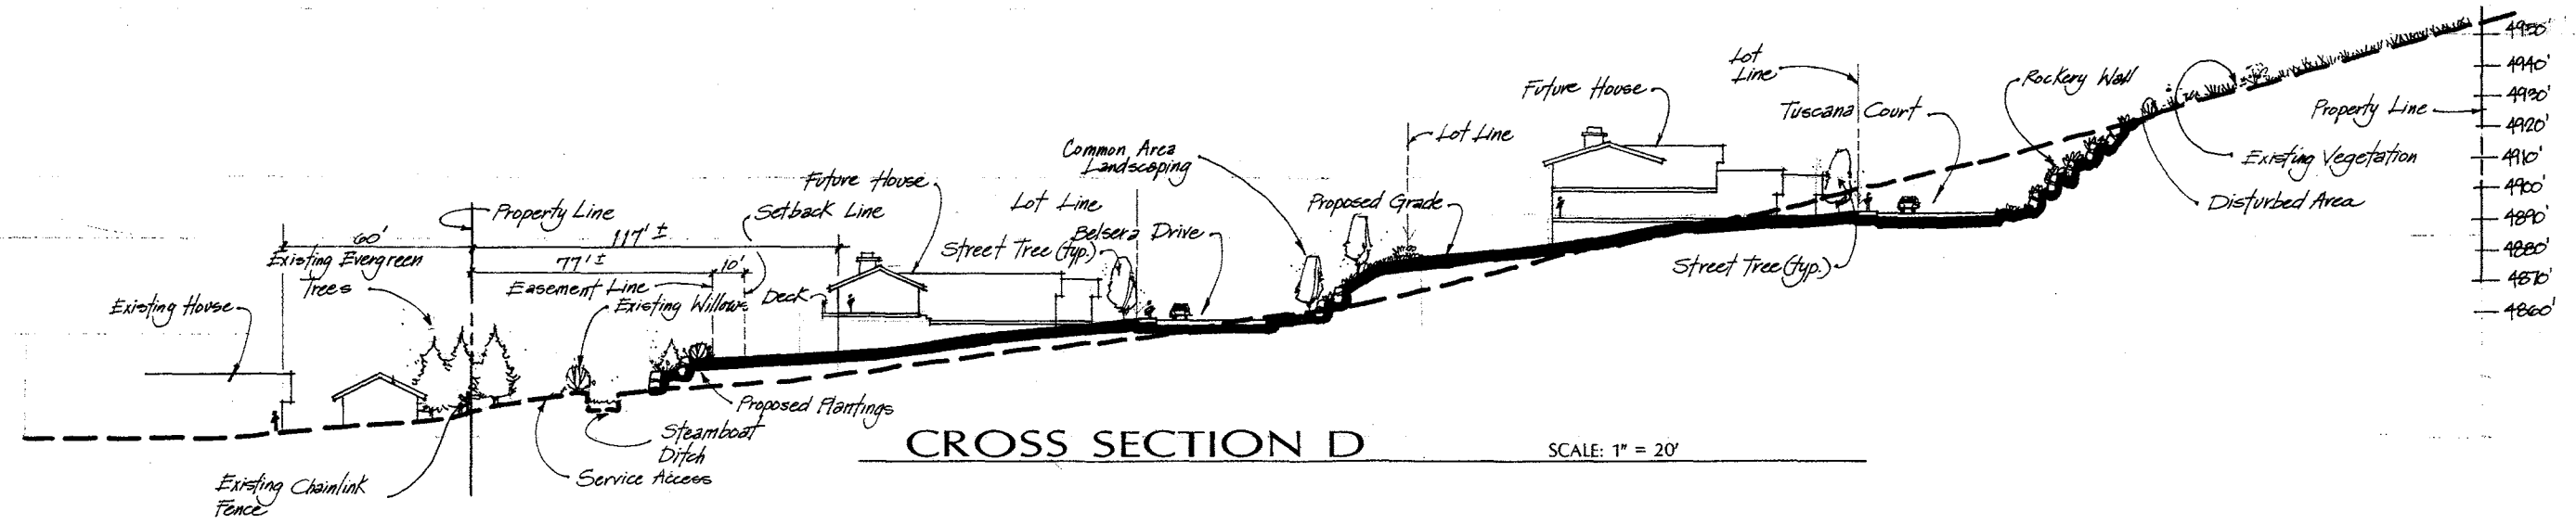 4950'
4940'
4930'
4920'
4910'
4900'
4890'
4880'
4870'
4860'
Property Line
Existing Vegetation
Disturbed Area
Rockery Wall
Lot
Line
Tuscana Court
Future House
Street Tree (typ.)
Lot Line
Proposed Grade
Common Area
Landscaping
Belsera Drive
Lot Line
Street Tree (typ.)
Future House
Setback Line
Property Line
60'
117' ±
77' ±
10'
Existing Evergreen
Trees
Easement Line
Existing Willows
Deck
Existing House
Proposed Plantings
Steamboat
Ditch
Service Access
Existing Chainlink
Fence
CROSS SECTION D
SCALE: 1" = 20'